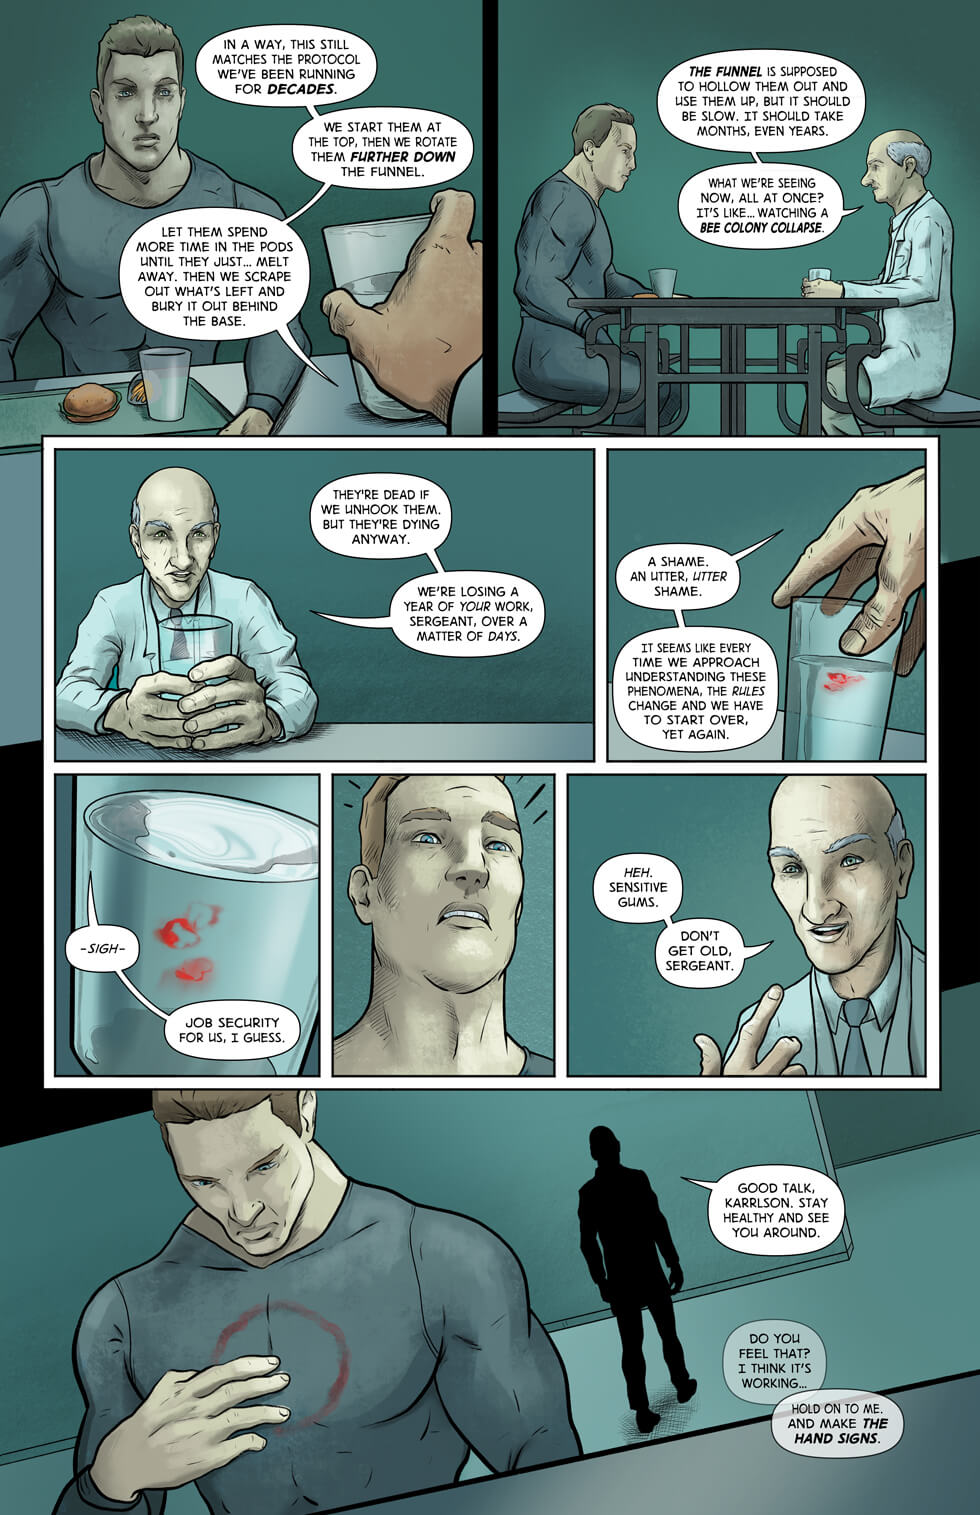 IN A WAY, THIS STILL
MATCHES THE PROTOCOL
WE'VE BEEN RUNNING
FOR DECADES.
WE START THEM AT
THE TOP, THEN WE ROTATE
THEM FURTHER DOWN
THE FUNNEL.
LET THEM SPEND
MORE TIME IN THE PODS
UNTIL THEY JUST... MELT
AWAY. THEN WE SCRAPE
OUT WHAT'S LEFT AND
BURY IT OUT BEHIND
THE BASE.
THE FUNNEL IS SUPPOSED
TO HOLLOW THEM OUT AND
USE THEM UP, BUT IT SHOULD
BE SLOW. IT SHOULD TAKE
MONTHS, EVEN YEARS.
WHAT WE'RE SEEING
NOW, ALL AT ONCE?
IT'S LIKE... WATCHING A
BEE COLONY COLLAPSE.
THEY'RE DEAD IF
WE UNHOOK THEM.
BUT THEY'RE DYING
ANYWAY.
WE'RE LOSING A
YEAR OF YOUR WORK,
SERGEANT, OVER A
MATTER OF DAYS.
A SHAME.
AN UTTER, UTTER
SHAME.
IT SEEMS LIKE EVERY
TIME WE APPROACH
UNDERSTANDING THESE
PHENOMENA, THE RULES
CHANGE AND WE HAVE
TO START OVER,
YET AGAIN.
-SIGH-
JOB SECURITY
FOR US, I GUESS.
HEH.
SENSITIVE
GUMS.
DON'T
GET OLD,
SERGEANT.
GOOD TALK,
KARRLSON. STAY
HEALTHY AND SEE
YOU AROUND.
DO YOU
FEEL THAT?
I THINK IT'S
WORKING...
HOLD ON TO ME.
AND MAKE THE
HAND SIGNS.